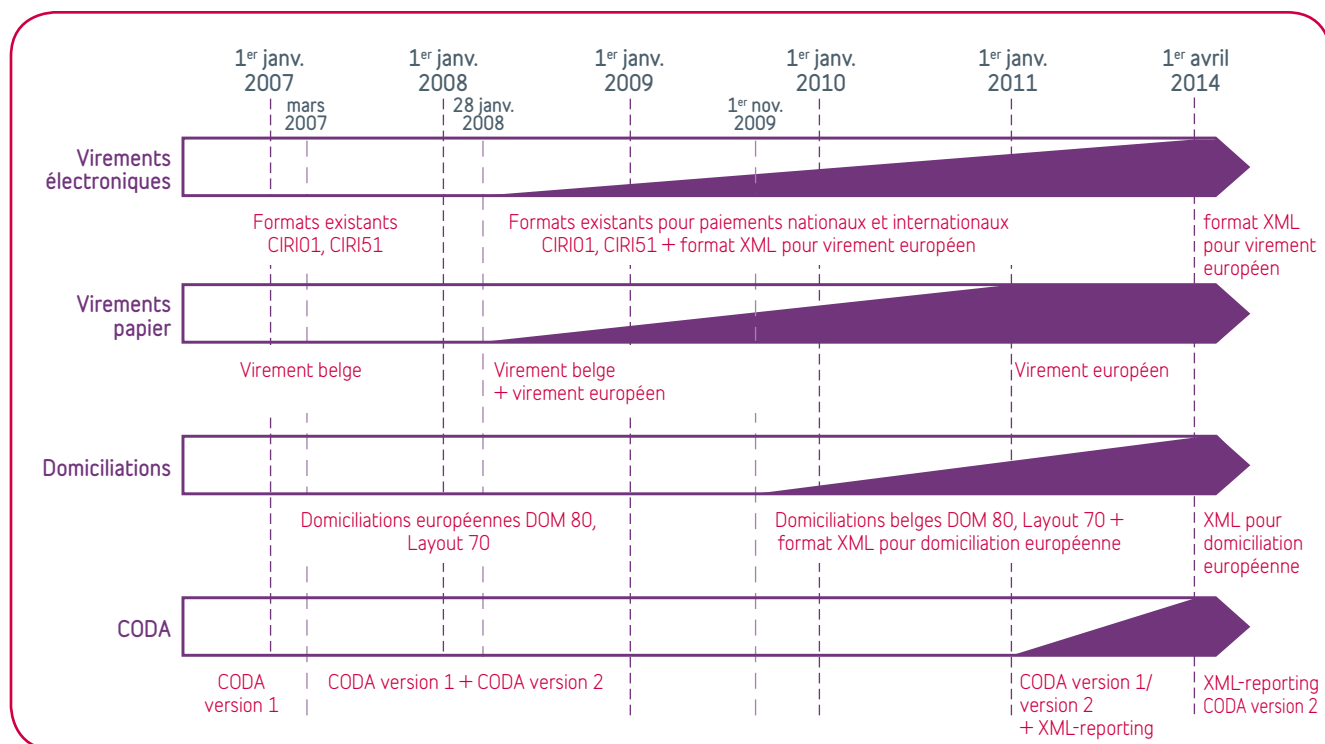 1er janv.
2007
1er janv.
2008
1er janv.
2009
1er janv.
2010
1er janv.
2011
1er avril
2014
mars
2007
28 janv.
2008
1er nov.
2009
Virements
électroniques
Formats existants
CIRI01, CIRI51
Formats existants pour paiements nationaux et internationaux
CIRI01, CIRI51 + format XML pour virement européén
format XML
pour virement
européén
Virements
papier
Virement belge
Virement belge
+ virement européen
Virement européen
Domiciliations
Domiciliations européennes DOM 80,
Layout 70
Domiciliations belges DOM 80, Layout 70 +
format XML pour domiciliation européenne
XML pour
domiciliation
européenne
CODA
CODA
version 1
CODA version 1 + CODA version 2
CODA version 1/
version 2
+ XML-reporting
XML-reporting
CODA version 2